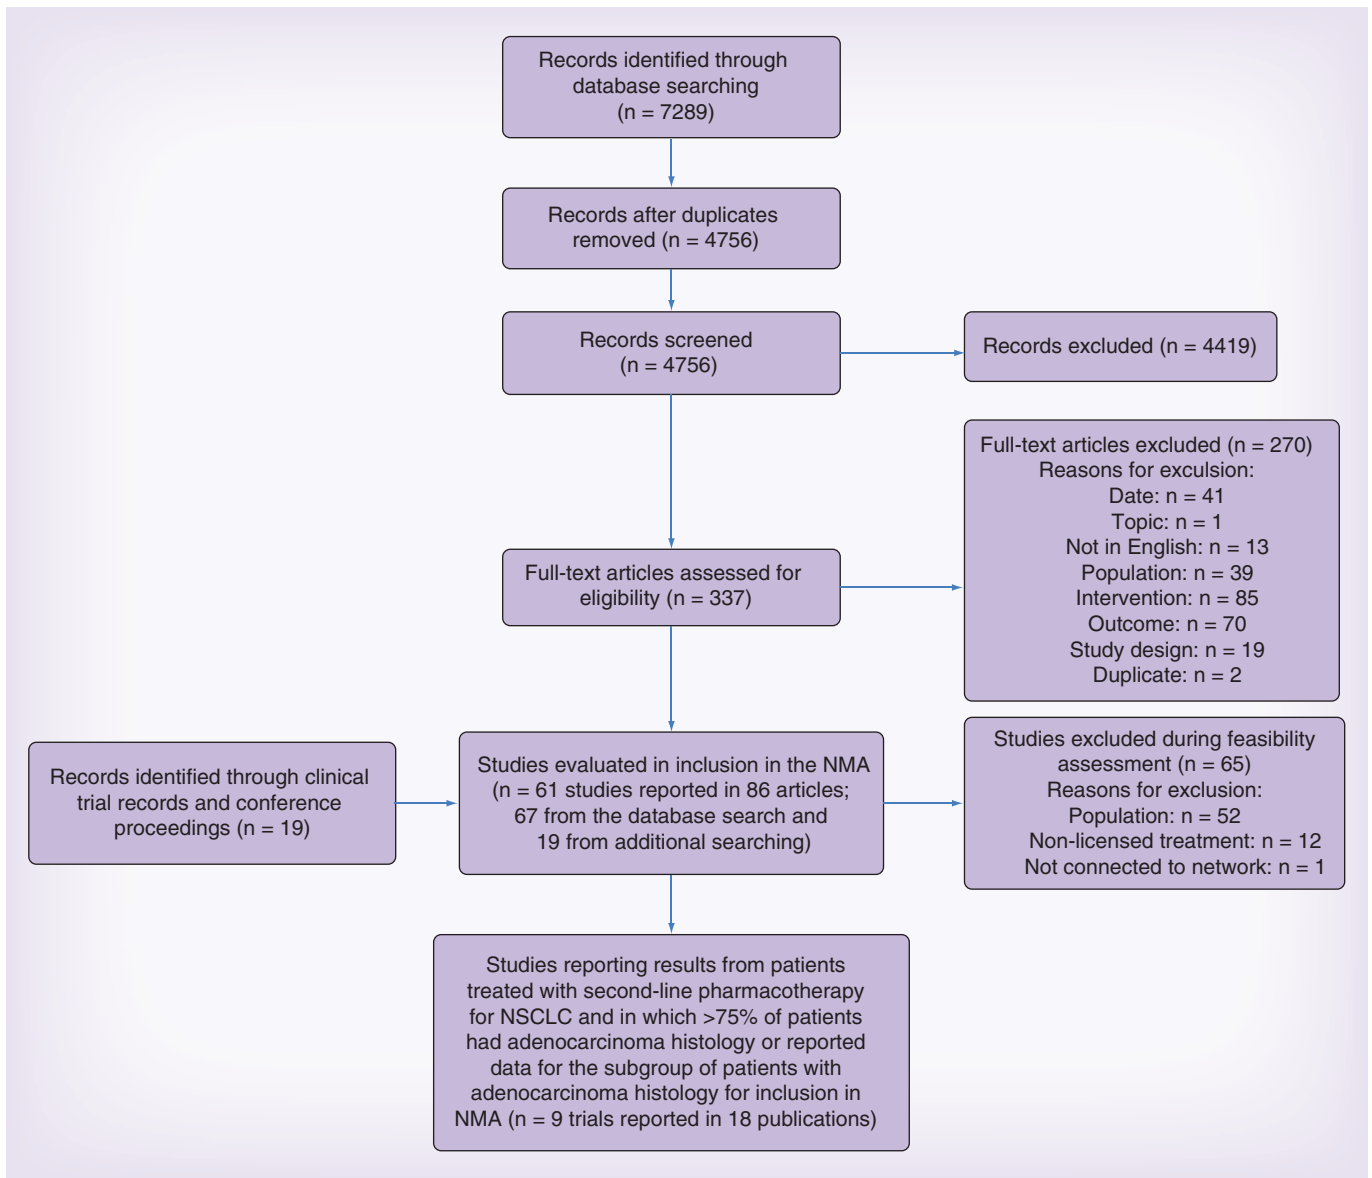 Records identified through
database searching
(n = 7289)
Records after duplicates
removed (n = 4756)
Records screened
(n = 4756)
Records excluded (n = 4419)
Full-text articles assessed for
eligibility (n = 337)
Full-text articles excluded (n = 270)
Reasons for exculsion:
Date: n = 41
Topic: n = 1
Not in English: n = 13
Population: n = 39
Intervention: n = 85
Outcome: n = 70
Study design: n = 19
Duplicate: n = 2
Records identified through clinical
trial records and conference
proceedings (n = 19)
Studies evaluated in inclusion in the NMA
(n = 61 studies reported in 86 articles;
67 from the database search and
19 from additional searching)
Studies excluded during feasibility
assessment (n = 65)
Reasons for exclusion:
Population: n = 52
Non-licensed treatment: n = 12
Not connected to network: n = 1
Studies reporting results from patients
treated with second-line pharmacotherapy
for NSCLC and in which >75% of patients
had adenocarcinoma histology or reported
data for the subgroup of patients with
adenocarcinoma histology for inclusion in
NMA (n = 9 trials reported in 18 publications)